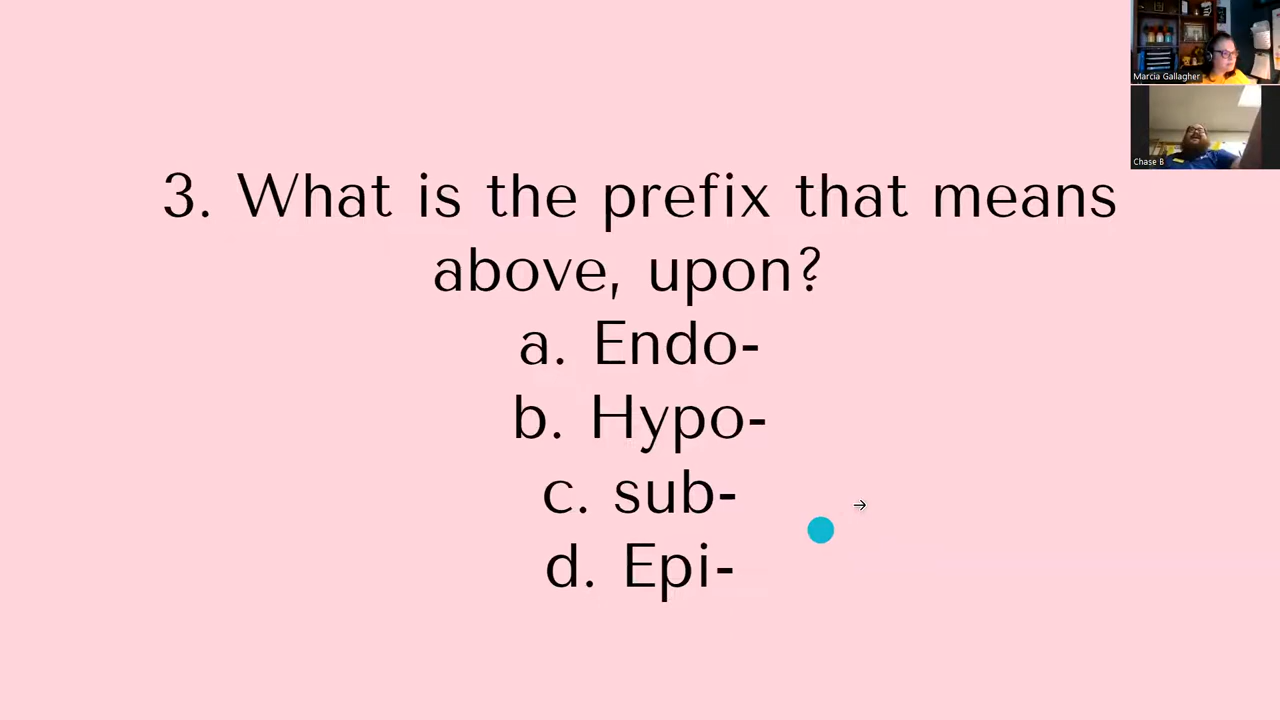 3. What is the prefix that means
above, upon?
a. Endo-
b. Hypo-
c. sub-
d. Epi-
Marcia Gallagher
Chase B